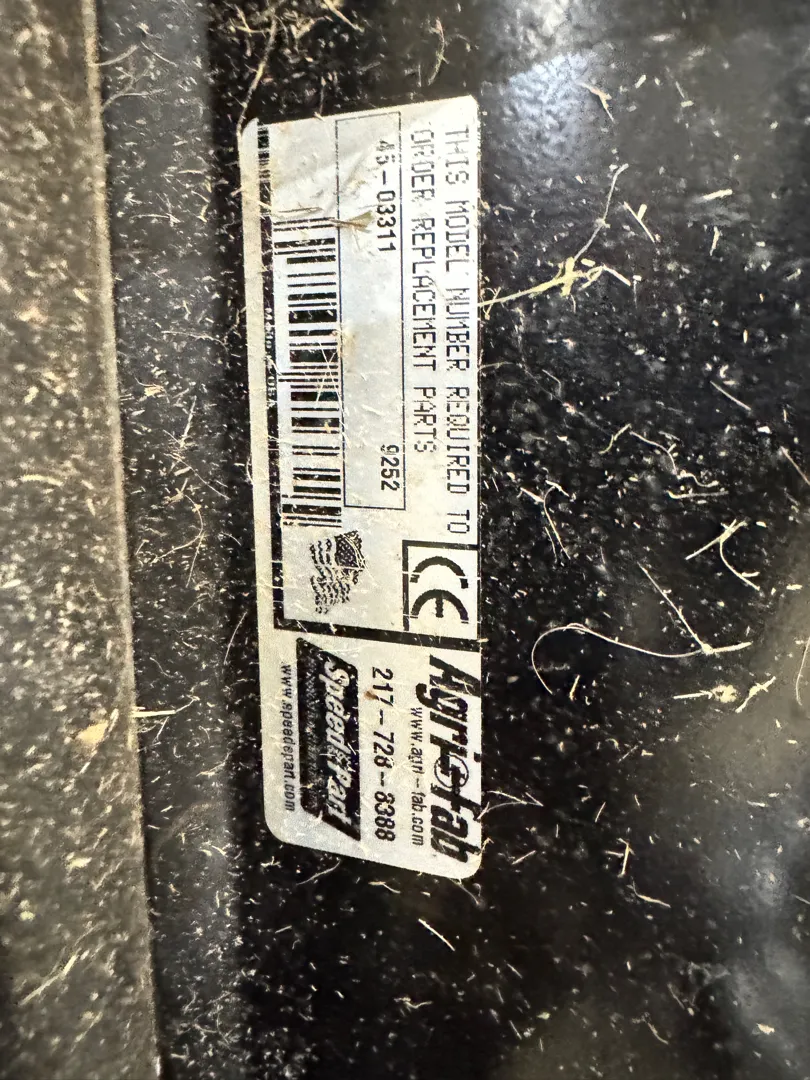 THIS MODEL NUMBER REQUIRED TO
ORDER REPLACEMENT PARTS
45-03311 9252
CE
Agri-Fab
www.agri-fab.com
217-728-8388
SpeedePart
www.speedepart.com